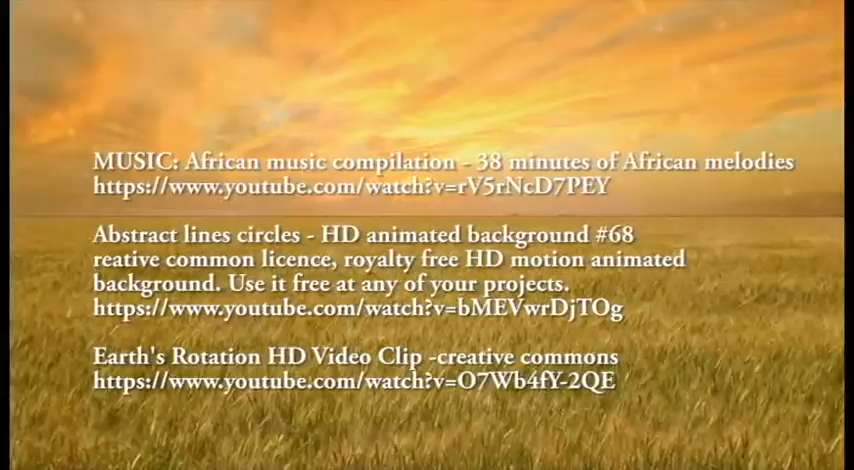 MUSIC: African music compilation - 38 minutes of African melodies
https://www.youtube.com/watch?v=rV5rNcD7PEY
Abstract lines circles - HD animated background #68
reative common licence, royalty free HD motion animated
background. Use it free at any of your projects.
https://www.youtube.com/watch?v=bMEVwrDjTOg
Earth's Rotation HD Video Clip -creative commons
https://www.youtube.com/watch?v=O7Wb4fY-2QE